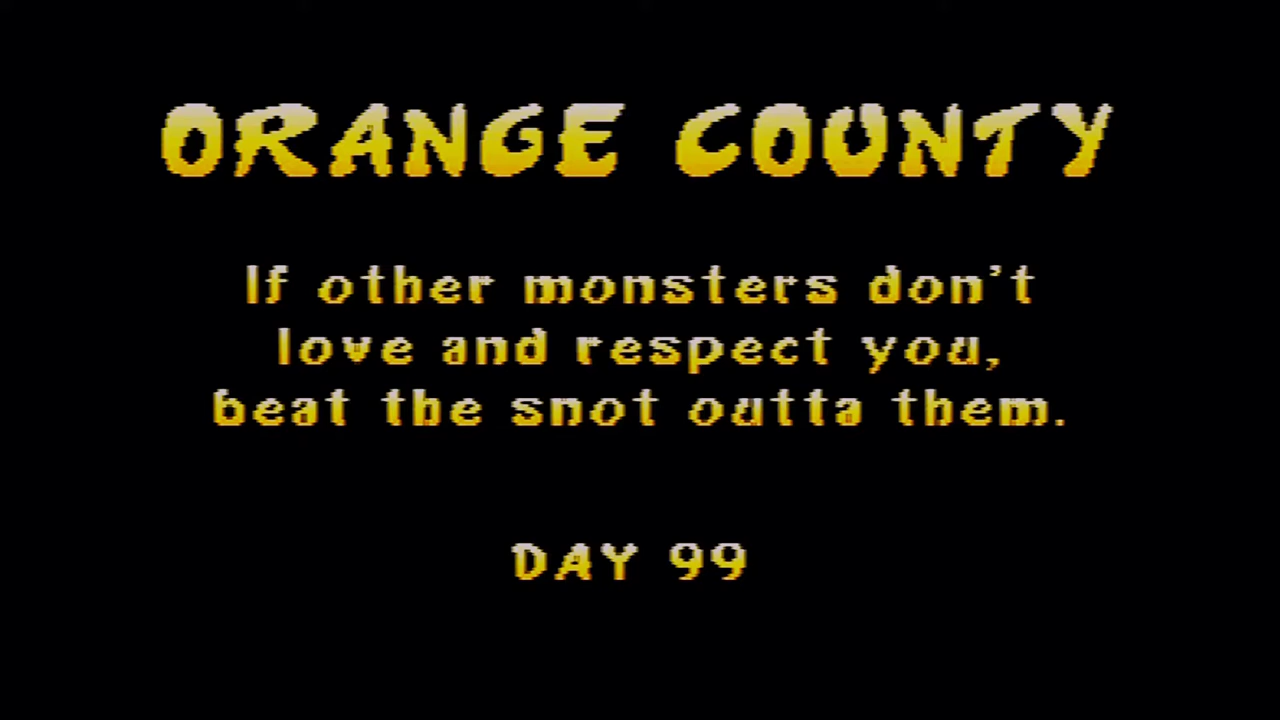 ORANGE COUNTY
If other monsters don't
love and respect you,
beat the snot outta them.
DAY 99